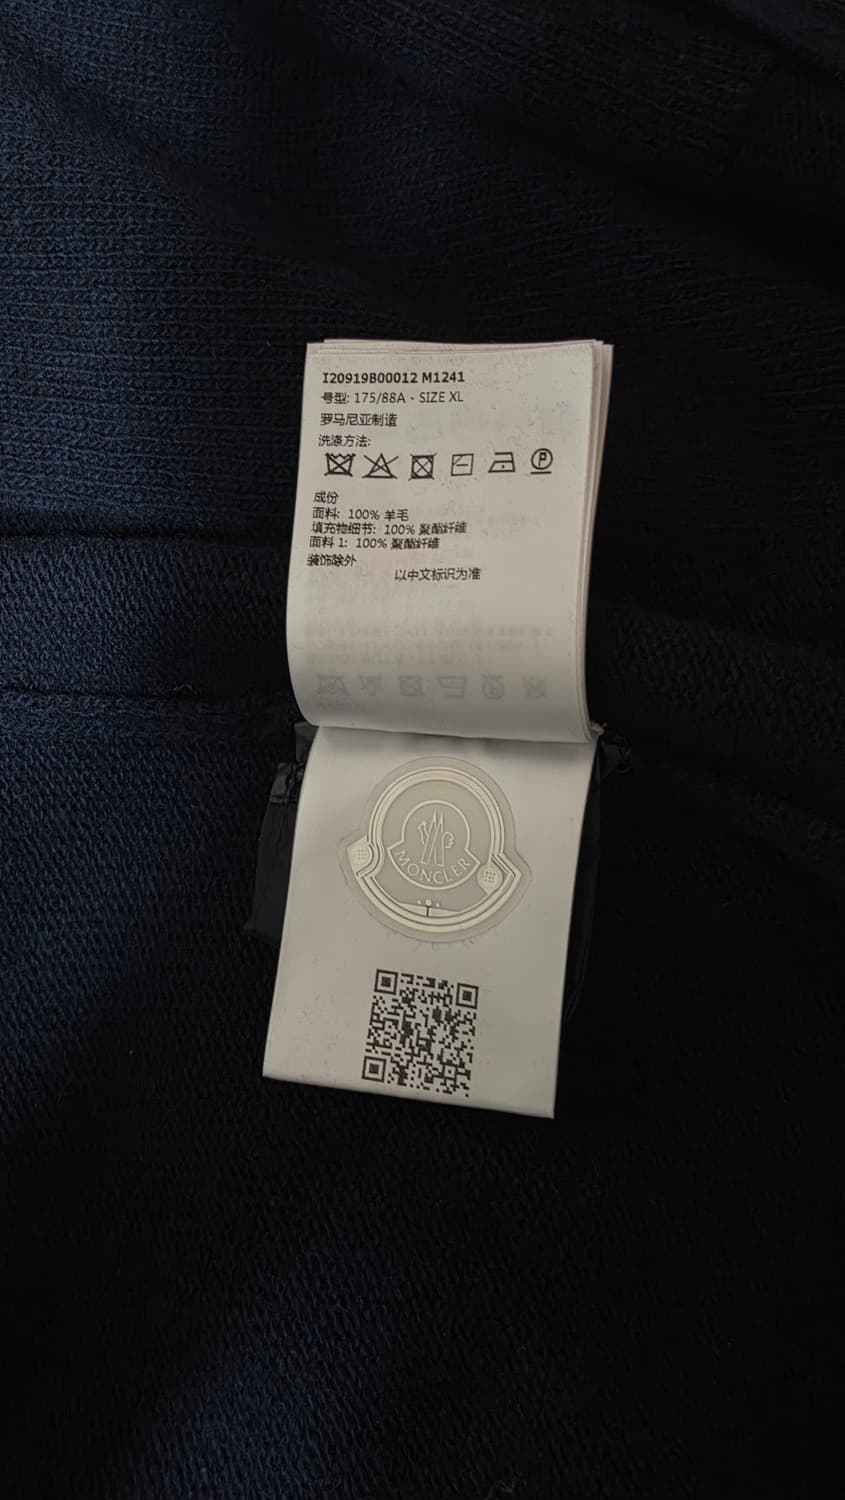 I20919B00012 M1241
号型: 175/88A - SIZE XL
罗马尼亚制造
洗涤方法:
P
成份
面料: 100% 羊毛
填充物细节: 100% 聚酯纤维
面料 1: 100% 聚酯纤维
装饰除外
以中文标识为准
MONCLER